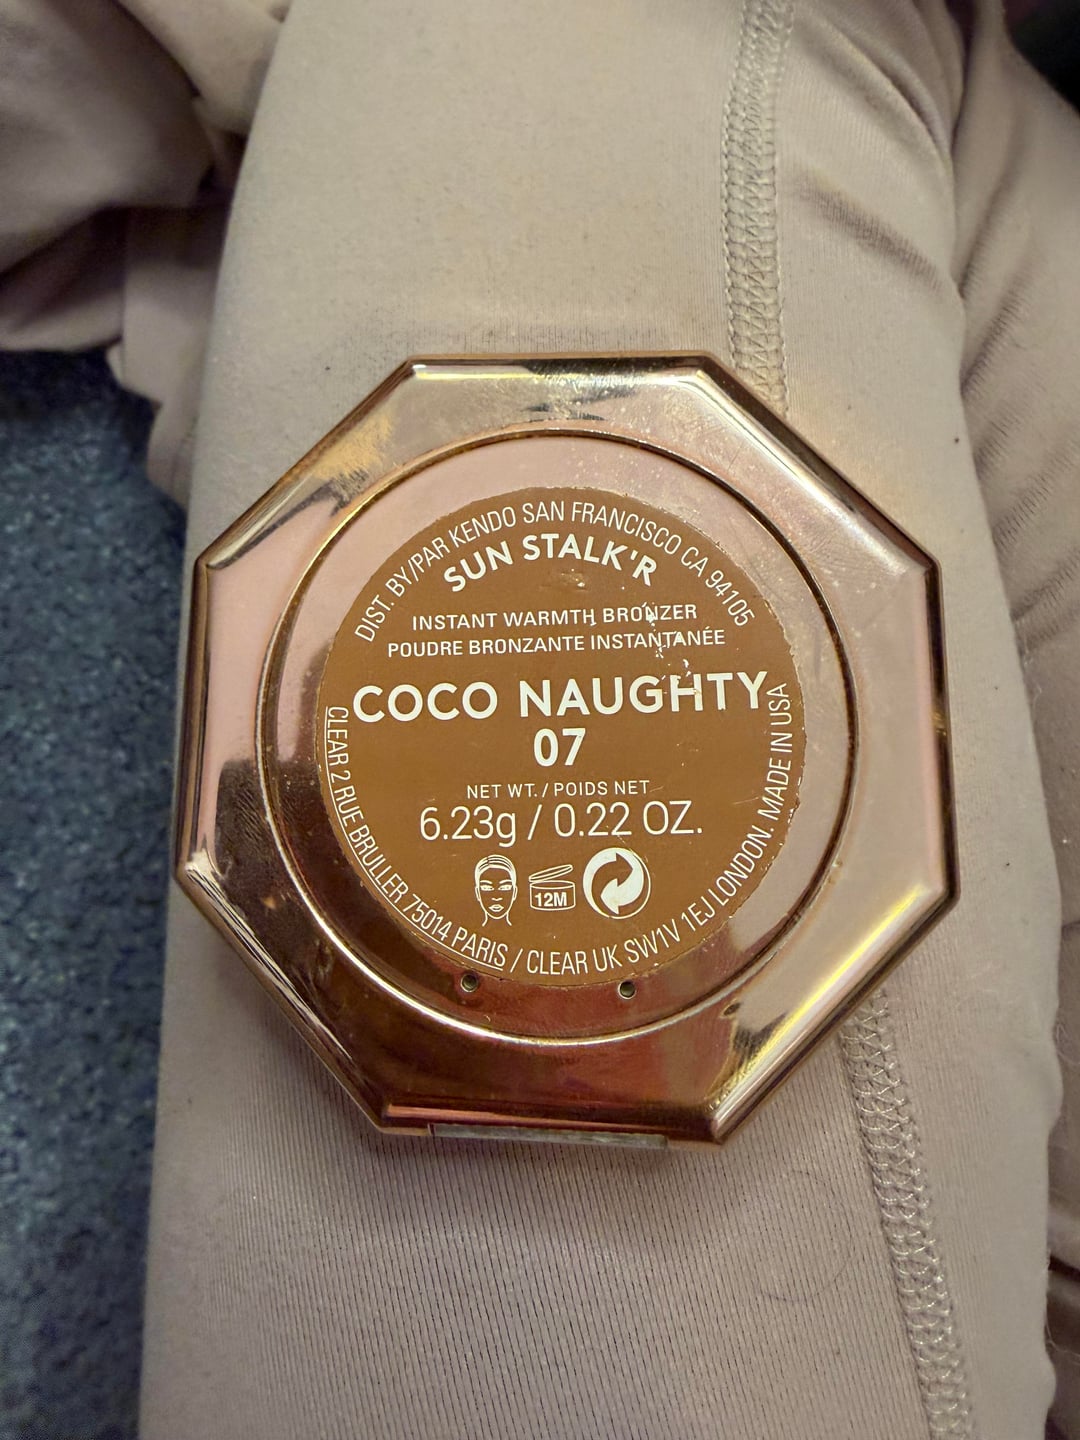 DIST. BY/PAR KENDO SAN FRANCISCO CA 94105
SUN STALK'R
INSTANT WARMTH BRONZER
POUDRE BRONZANTE INSTANTANÉE
COCO NAUGHTY
07
NET WT. / POIDS NET
6.23g / 0.22 OZ.
12M
CLEAR 2 RUE BRULLER 75014 PARIS / CLEAR UK SW1V 1EJ LONDON. MADE IN USA